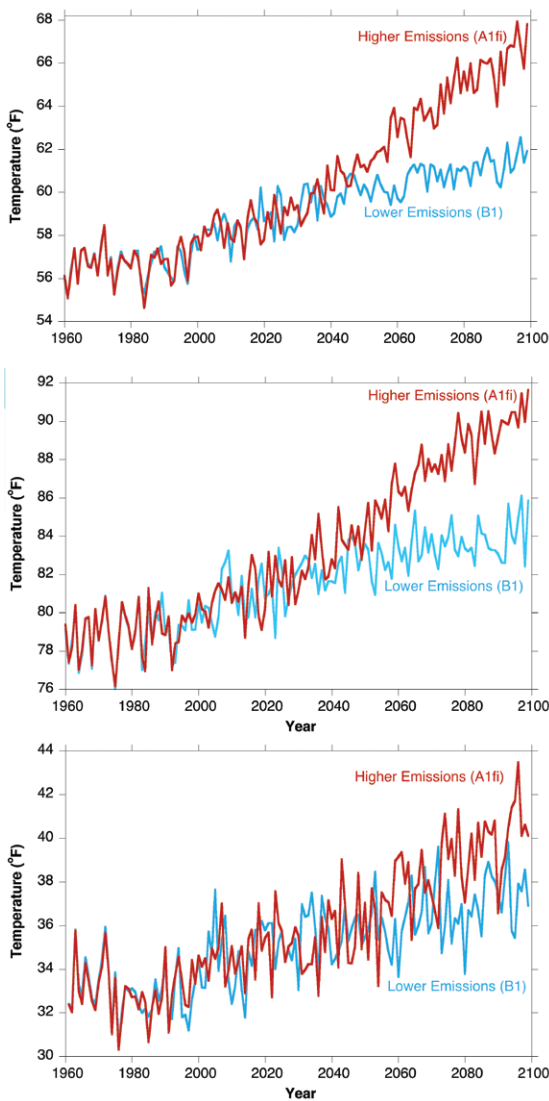 68
66
64
62
60
58
56
54
Temperature (°F)
Higher Emissions (A1fi)
Lower Emissions (B1)
1960 1980 2000 2020 2040 2060 2080 2100
92
90
88
86
84
82
80
78
76
Temperature (°F)
Higher Emissions (A1fi)
Lower Emissions (B1)
1960 1980 2000 2020 2040 2060 2080 2100
Year
44
42
40
38
36
34
32
30
Temperature (°F)
Higher Emissions (A1fi)
Lower Emissions (B1)
1960 1980 2000 2020 2040 2060 2080 2100
Year